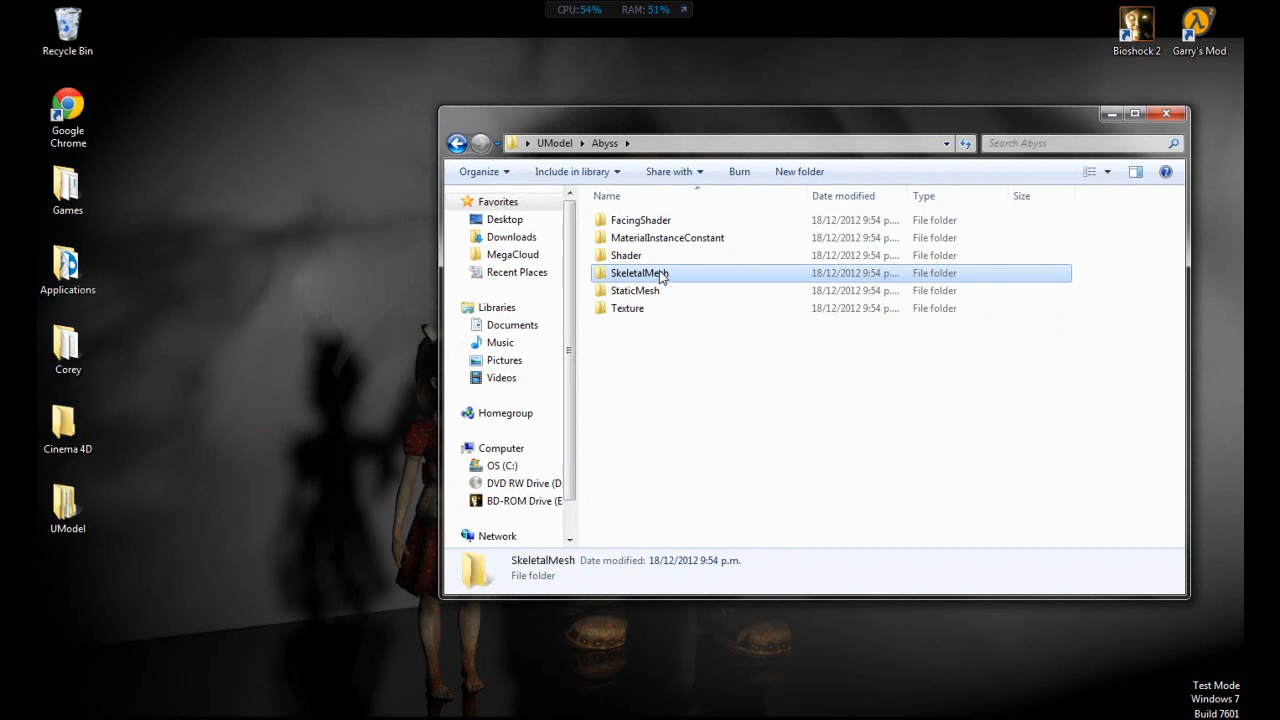 CPU:54% RAM: 51%
Recycle Bin
Google
Chrome
Games
Applications
Corey
Cinema 4D
UModel
Bioshock 2
Garry's Mod
UModel Abyss
Search Abyss
Organize Include in library Share with Burn New folder
Name Date modified Type Size
FacingShader 18/12/2012 9:54 p.... File folder
MaterialInstanceConstant 18/12/2012 9:54 p.... File folder
Shader 18/12/2012 9:54 p.... File folder
SkeletalMesh 18/12/2012 9:54 p.... File folder
StaticMesh 18/12/2012 9:54 p.... File folder
Texture 18/12/2012 9:54 p.... File folder
Favorites
Desktop
Downloads
MegaCloud
Recent Places
Libraries
Documents
Music
Pictures
Videos
Homegroup
Computer
OS (C:)
DVD RW Drive (D:
BD-ROM Drive (E
Network
SkeletalMesh Date modified: 18/12/2012 9:54 p.m.
File folder
Test Mode
Windows 7
Build 7601